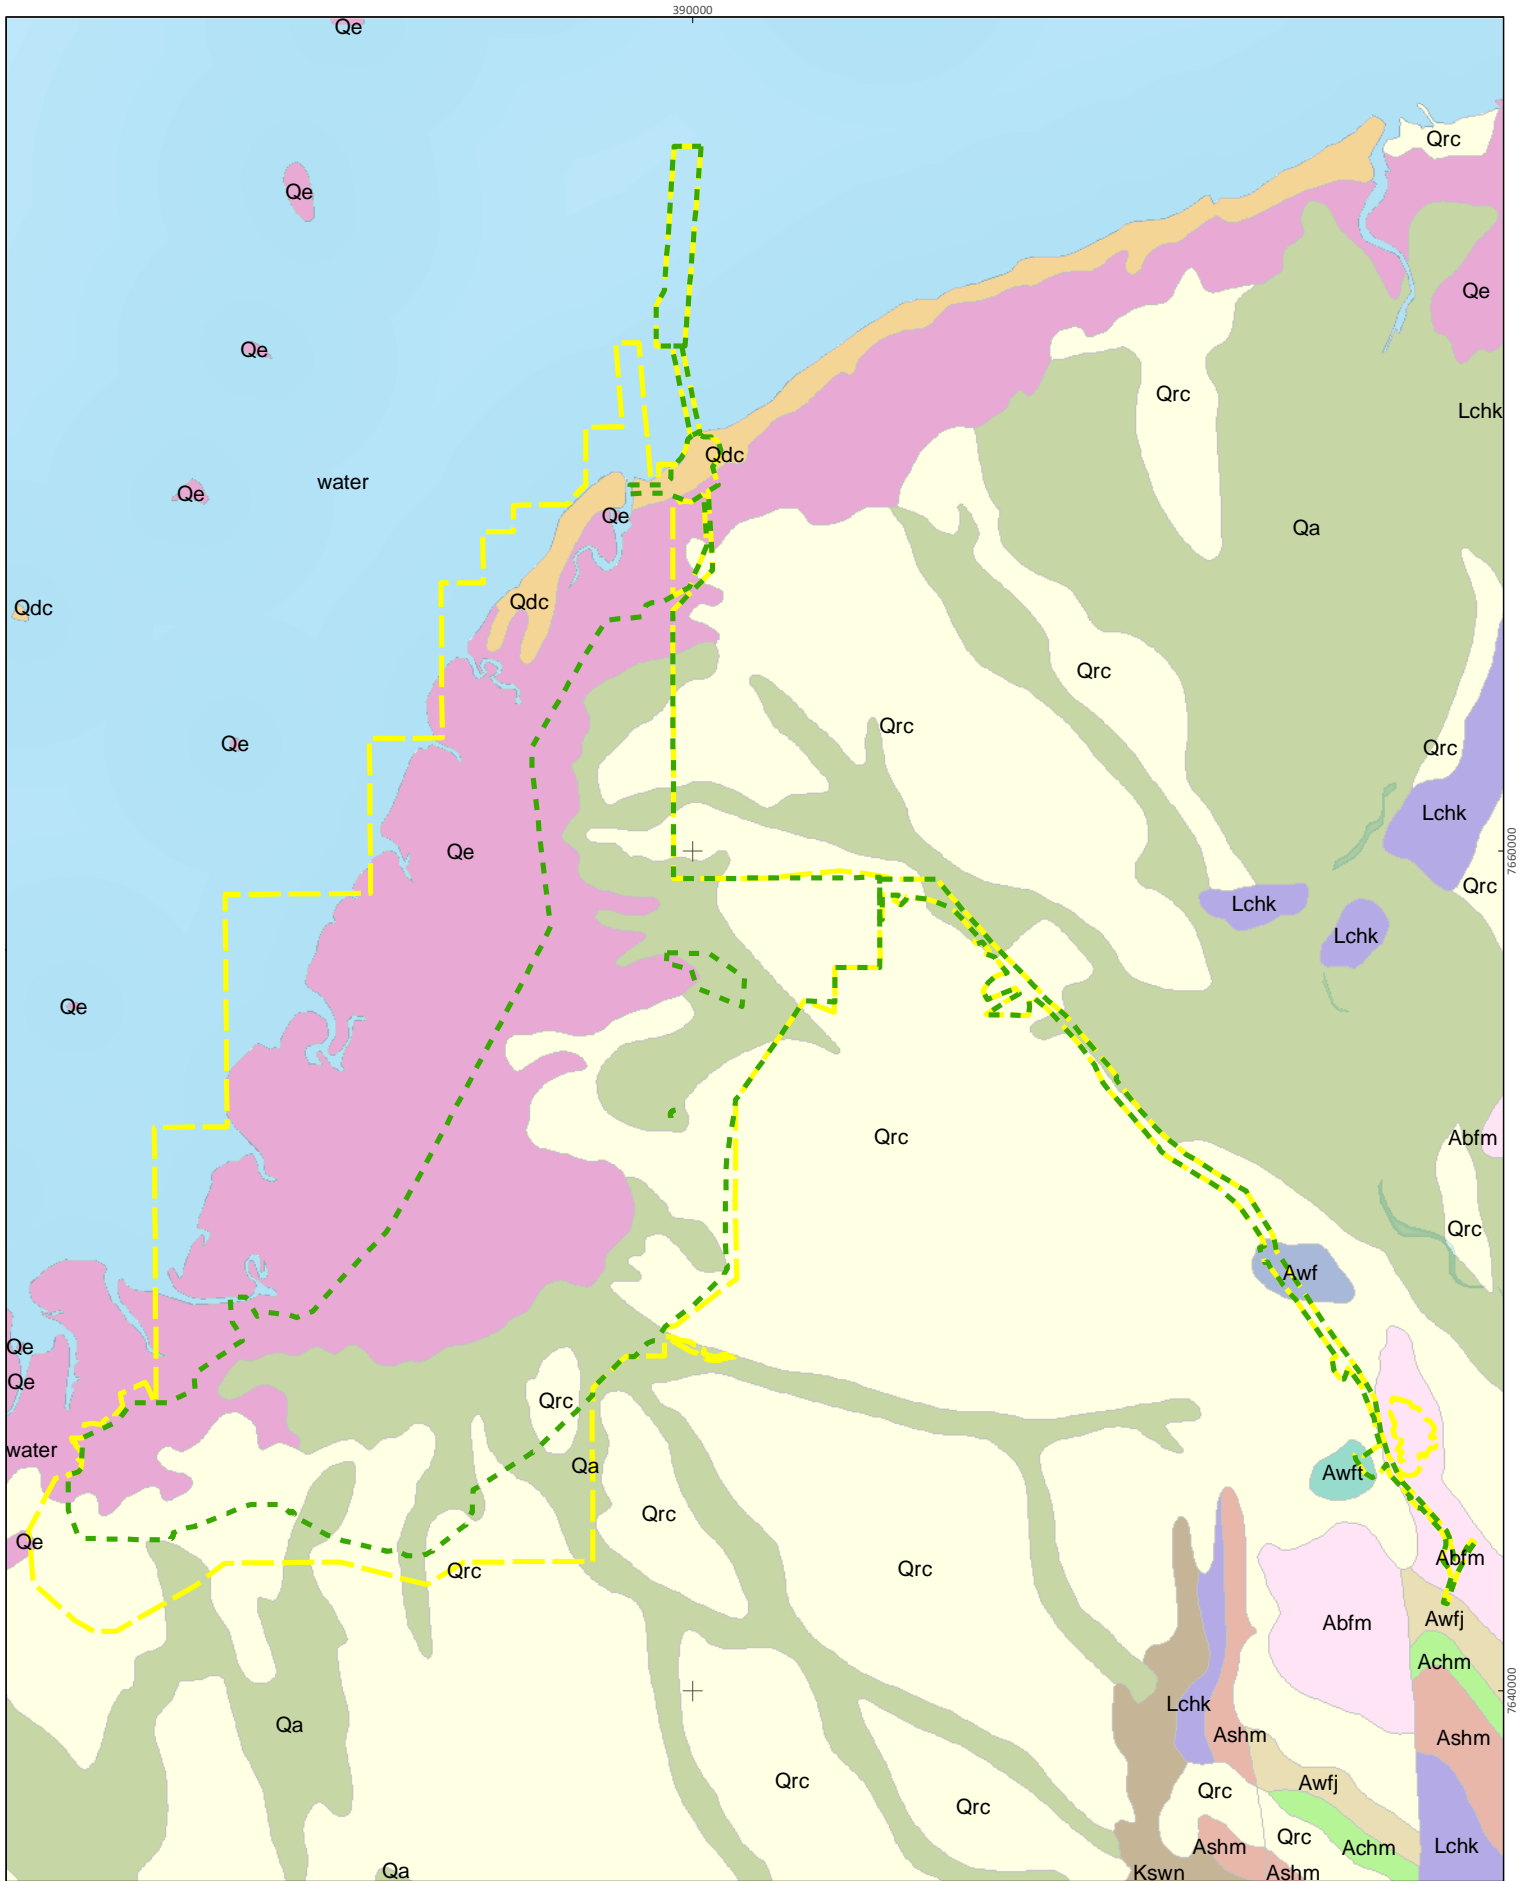 390000
Qe
Qrc
Qe
Qe
Qe
Qrc
Lchk
Qdc
water
Qe
Qe
Qa
Qdc
Qdc
Qrc
Qrc
Qe
Qrc
Lchk
7660000
Qe
Qrc
Lchk
Lchk
Qe
Qrc
Abfm
Qrc
Awf
Qe
Qe
Qrc
water
Qa
Awft
Qrc
Qe
Abfm
Qrc
Qrc
Awfj
Abfm
Achm
7640000
Lchk
Qa
Ashm
Ashm
Qrc
Awfj
Qrc
Qrc
Qrc
Lchk
Ashm
Achm
Qa
Kswn
Ashm